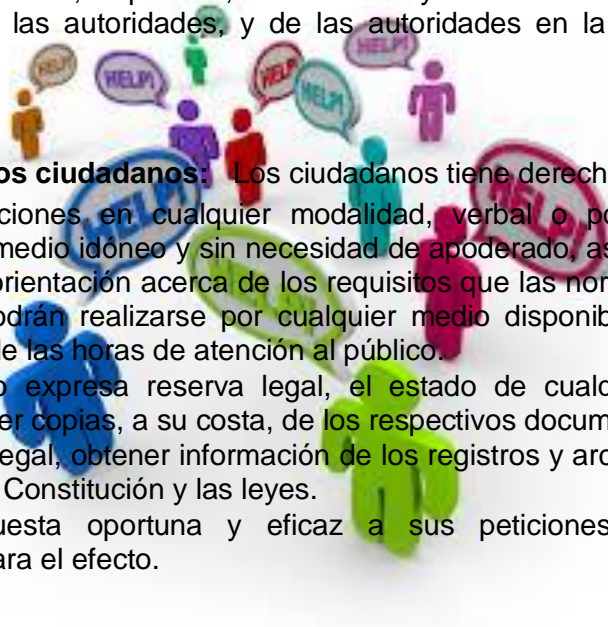 las autoridades, y de las autoridades en la
HELP!
HELP!
HELP!
HELP!
HELP!
HELP!
os ciudadanos: Los ciudadanos tiene derech
ciones en cualquier modalidad, verbal o po
medio idóneo y sin necesidad de apoderado, as
orientación acerca de los requisitos que las nor
odrán realizarse por cualquier medio disponib
e las horas de atención al público.
o expresa reserva legal, el estado de cualq
er copias, a su costa, de los respectivos docum
egal, obtener información de los registros y arc
Constitución y las leyes.
uesta oportuna y eficaz a sus peticiones
ara el efecto.
HELP!
HELP!
HELP!